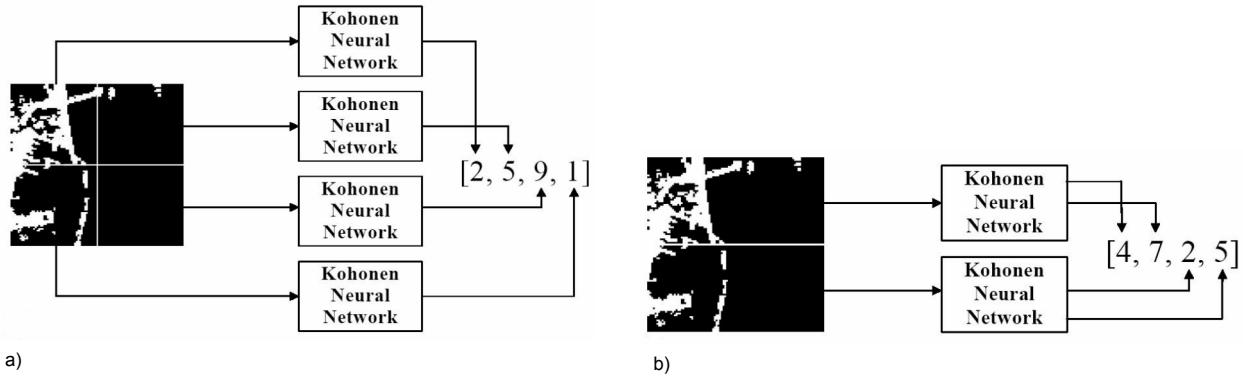 Kohonen
Neural
Network
Kohonen
Neural
Network
[2, 5, 9, 1]
Kohonen
Neural
Network
Kohonen
Neural
Network
a)
Kohonen
Neural
Network
[4, 7, 2, 5]
Kohonen
Neural
Network
b)